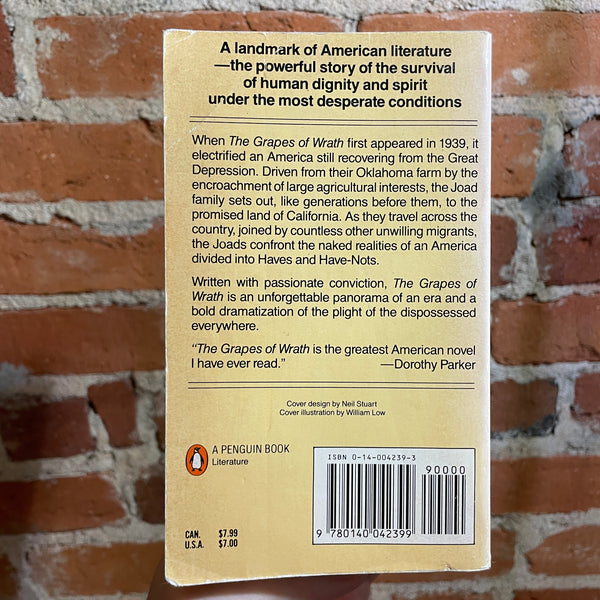 A landmark of American literature
—the powerful story of the survival
of human dignity and spirit
under the most desperate conditions
When The Grapes of Wrath first appeared in 1939, it
electrified an America still recovering from the Great
Depression. Driven from their Oklahoma farm by the
encroachment of large agricultural interests, the Joad
family sets out, like generations before them, to the
promised land of California. As they travel across the
country, joined by countless other unwilling migrants,
the Joads confront the naked realities of an America
divided into Haves and Have-Nots.
Written with passionate conviction, The Grapes of
Wrath is an unforgettable panorama of an era and a
bold dramatization of the plight of the dispossessed
everywhere.
“The Grapes of Wrath is the greatest American novel
I have ever read.” —Dorothy Parker
Cover design by Neil Stuart
Cover illustration by William Low
A PENGUIN BOOK
Literature
CAN. $7.99
U.S.A. $7.00
ISBN 0-14-004239-3
90000
9 780140 042399